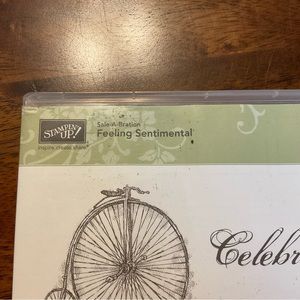 STAMPIN' UP!
inspire.create.share.®
Sale-A-Bration
Feeling Sentimental
Celebr